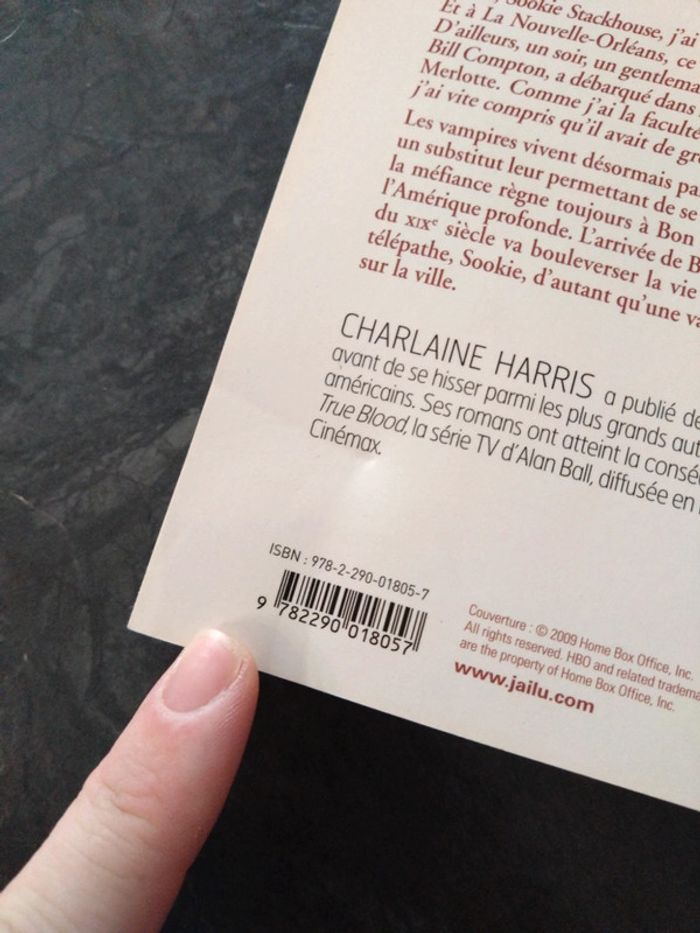 Sookie Stackhouse, j'ai
Et à La Nouvelle-Orléans, ce
D'ailleurs, un soir, un gentlema
Bill Compton, a débarqué dans
Merlotte. Comme j'ai la faculté
j'ai vite compris qu'il avait de gr
Les vampires vivent désormais pa
un substitut leur permettant de se
la méfiance règne toujours à Bon
l'Amérique profonde. L'arrivée de B
du XIXe siècle va bouleverser la vie
télépathe, Sookie, d'autant qu'une va
sur la ville.
CHARLAINE HARRIS a publié de
avant de se hisser parmi les plus grands aut
américains. Ses romans ont atteint la conséc
True Blood, la série TV d'Alan Ball, diffusée en
Cinémax.
ISBN : 978-2-290-01805-7
9 782290 018057
Couverture : © 2009 Home Box Office, Inc.
All rights reserved. HBO and related tradema
are the property of Home Box Office, Inc.
www.jailu.com